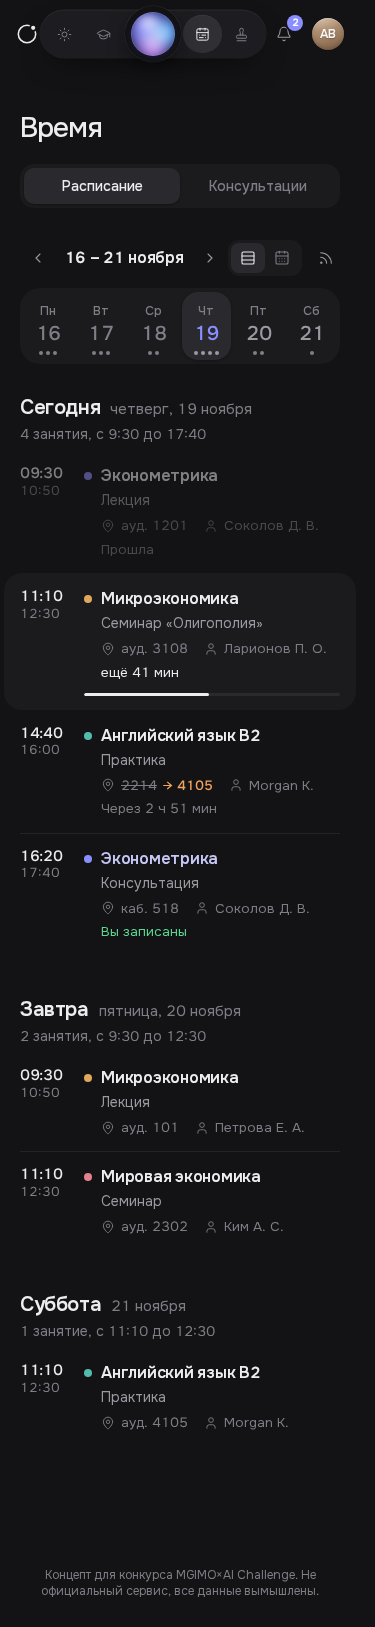 2
АВ
Время
Расписание
Консультации
16 – 21 ноября
Пн Вт Ср Чт Пт Сб
16 17 18 19 20 21
Сегодня четверг, 19 ноября
4 занятия, с 9:30 до 17:40
09:30 Эконометрика
10:50
Лекция
ауд. 1201 Соколов Д. В.
Прошла
11:10 Микроэкономика
12:30
Семинар «Олигополия»
ауд. 3108 Ларионов П. О.
ещё 41 мин
14:40 Английский язык B2
16:00
Практика
2214 → 4105 Morgan K.
Через 2 ч 51 мин
16:20 Эконометрика
17:40
Консультация
каб. 518 Соколов Д. В.
Вы записаны
Завтра пятница, 20 ноября
2 занятия, с 9:30 до 12:30
09:30 Микроэкономика
10:50
Лекция
ауд. 101 Петрова Е. А.
11:10 Мировая экономика
12:30
Семинар
ауд. 2302 Ким А. С.
Суббота 21 ноября
1 занятие, с 11:10 до 12:30
11:10 Английский язык B2
12:30
Практика
ауд. 4105 Morgan K.
Концепт для конкурса MGIMO×AI Challenge. Не
официальный сервис, все данные вымышлены.